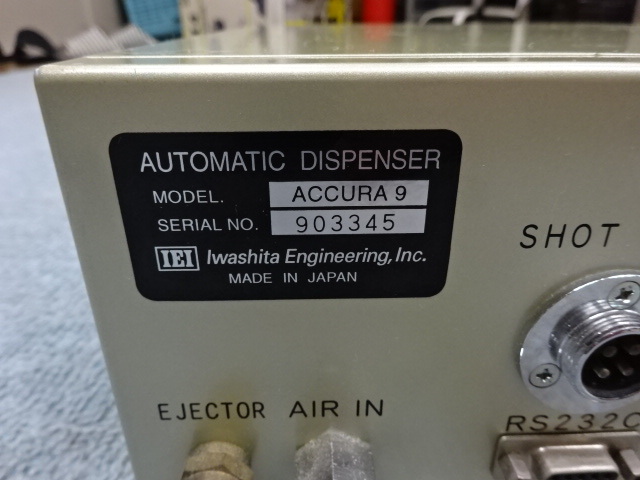 AUTOMATIC DISPENSER
MODEL. ACCURA 9
SERIAL NO. 903345
IEI Iwashita Engineering, Inc.
MADE IN JAPAN
SHOT
EJECTOR AIR IN
RS232C